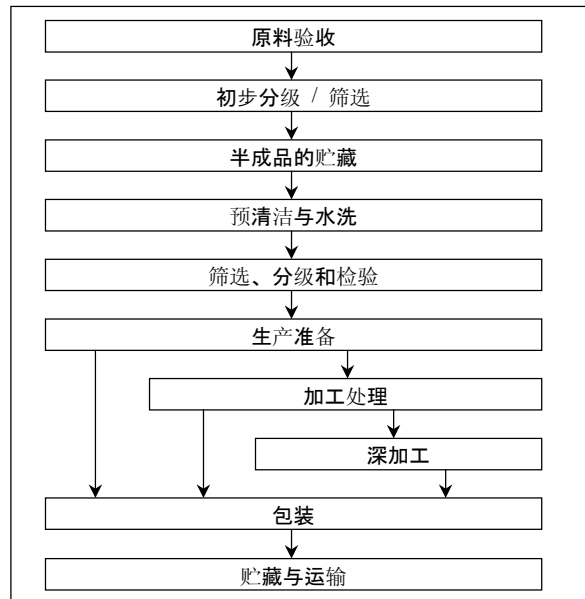 原料验收
初步分级 / 筛选
半成品的贮藏
预清洁与水洗
筛选、分级和检验
生产准备
加工处理
深加工
包装
贮藏与运输